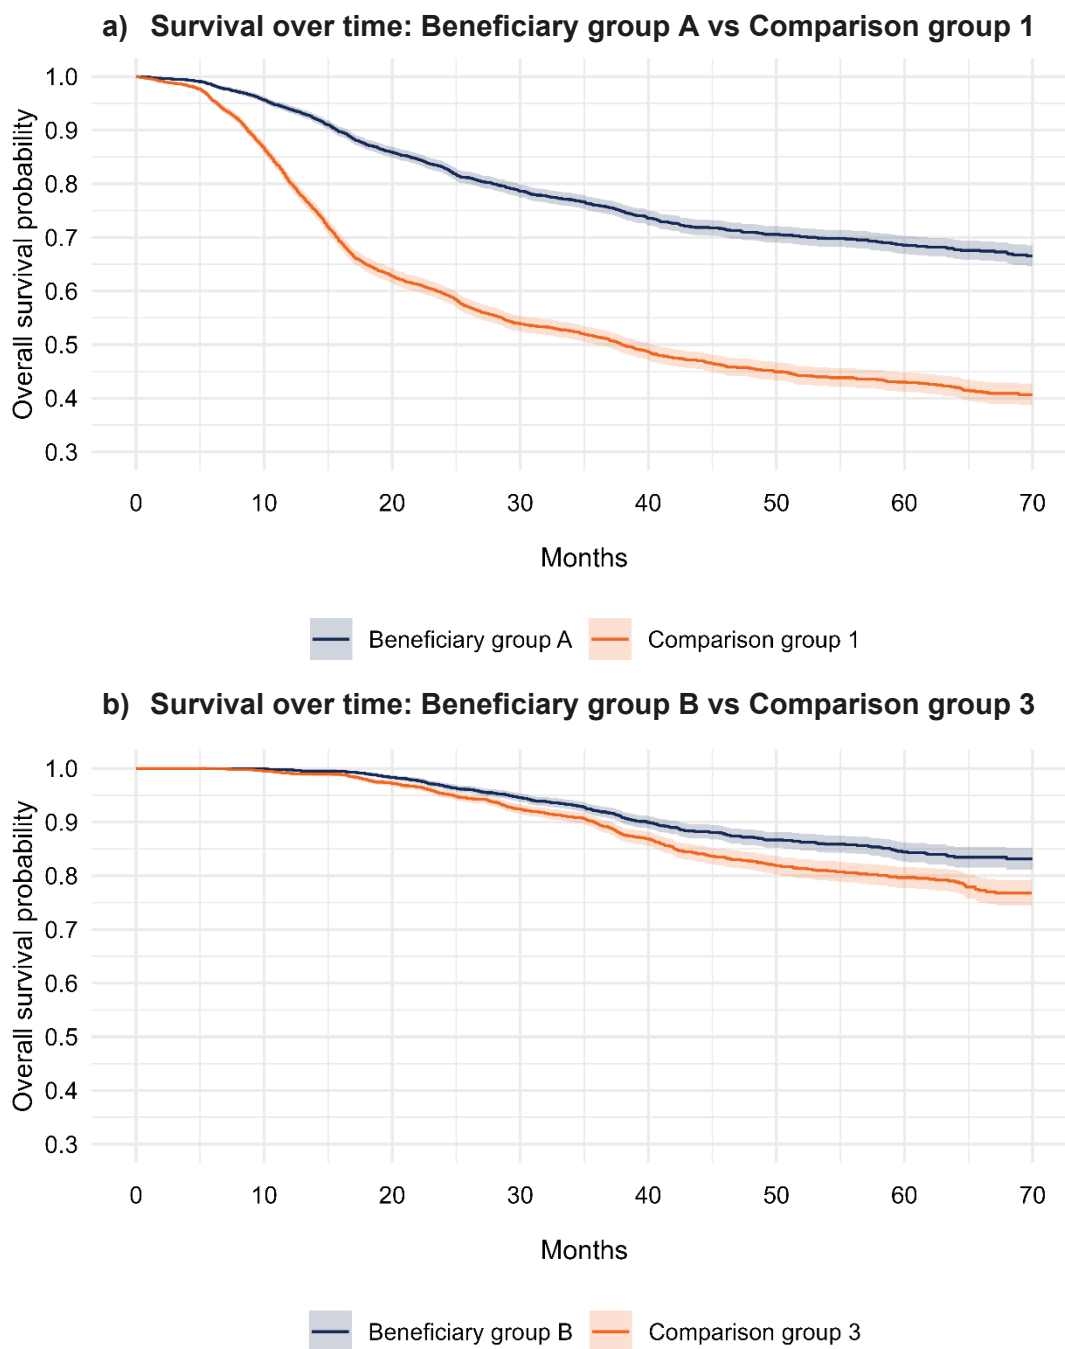 a) Survival over time: Beneficiary group A vs Comparison group 1
Overall survival probability
1.0
0.9
0.8
0.7
0.6
0.5
0.4
0.3
0 10 20 30 40 50 60 70
Months
Beneficiary group A Comparison group 1
b) Survival over time: Beneficiary group B vs Comparison group 3
Overall survival probability
1.0
0.9
0.8
0.7
0.6
0.5
0.4
0.3
0 10 20 30 40 50 60 70
Months
Beneficiary group B Comparison group 3